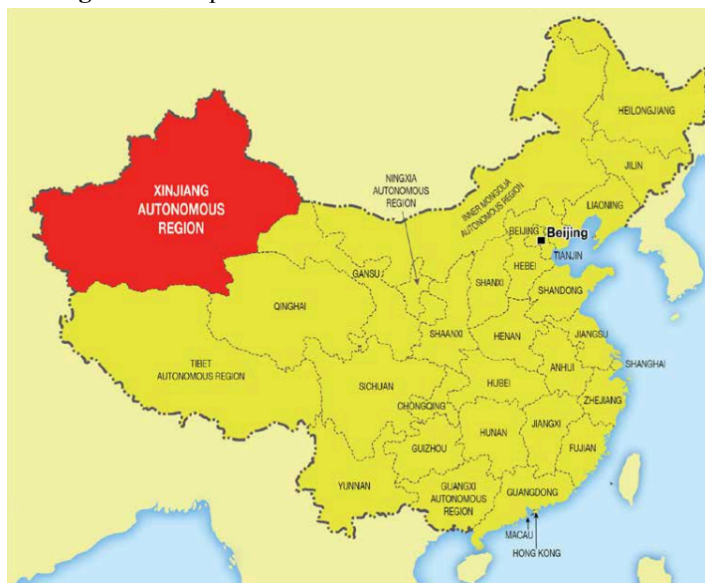 HEILONGJIANG
JILIN
LIAONING
INNER MONGOLIA
AUTONOMOUS REGION
NINGXIA
AUTONOMOUS
REGION
XINJIANG
AUTONOMOUS
REGION
BEIJING
Beijing
TIANJIN
HEBEI
GANSU
SHANXI
SHANDONG
QINGHAI
SHAANXI
HENAN
JIANGSU
TIBET
AUTONOMOUS REGION
ANHUI
SHANGHAI
SICHUAN
HUBEI
CHONGQING
ZHEJIANG
GUIZHOU
HUNAN
JIANGXI
FUJIAN
YUNNAN
GUANGXI
AUTONOMOUS
REGION
GUANGDONG
MACAU
HONG KONG